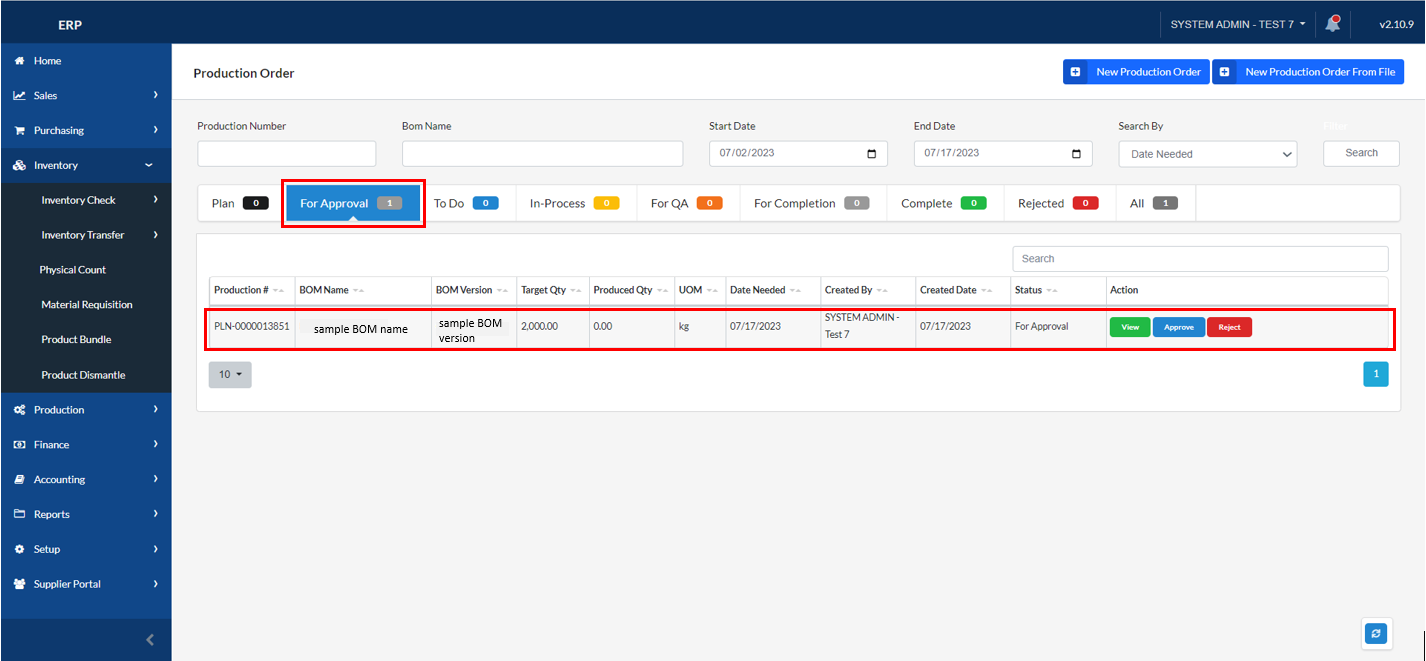 ERP
SYSTEM ADMIN - TEST 7
v2.10.9
Home
Sales
Purchasing
Inventory
Inventory Check
Inventory Transfer
Physical Count
Material Requisition
Product Bundle
Product Dismantle
Production
Finance
Accounting
Reports
Setup
Supplier Portal
Production Order
New Production Order
New Production Order From File
Production Number
Bom Name
Start Date
End Date
Search By
Filter
07/02/2023
07/17/2023
Date Needed
Search
Plan 0
For Approval 1
To Do 0
In-Process 0
For QA 0
For Completion 0
Complete 0
Rejected 0
All 1
Search
Production # BOM Name BOM Version Target Qty Produced Qty UOM Date Needed Created By Created Date Status Action
PLN-0000013851 sample BOM name sample BOM version 2,000.00 0.00 kg 07/17/2023 SYSTEM ADMIN - Test 7 07/17/2023 For Approval View Approve Reject
10
1